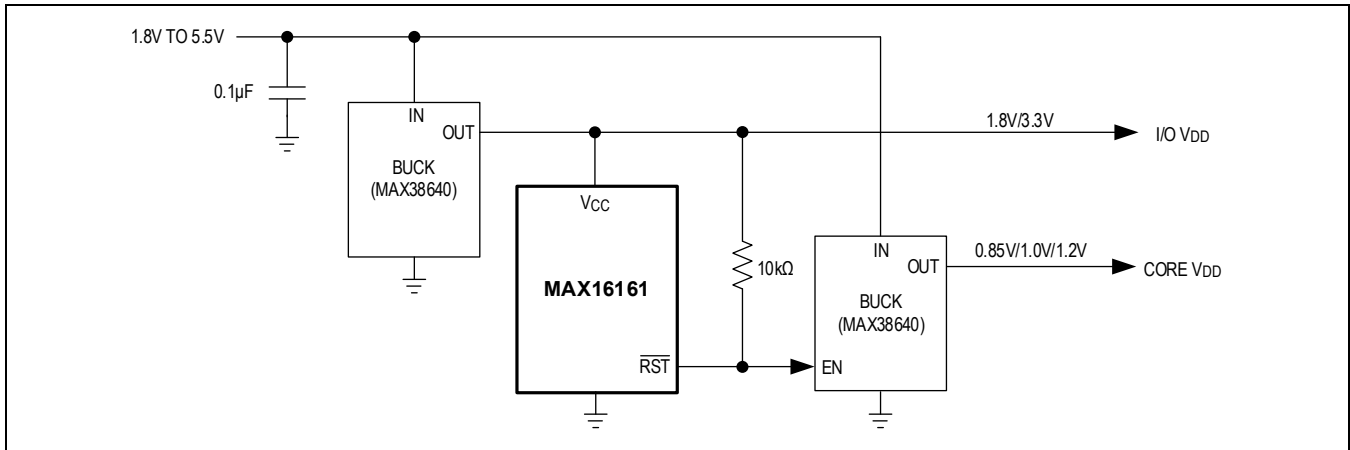 1.8V TO 5.5V
0.1µF
IN
OUT
BUCK
(MAX38640)
1.8V/3.3V
I/O VDD
VCC
MAX16161
RST
10kΩ
IN
OUT
BUCK
(MAX38640)
EN
0.85V/1.0V/1.2V
CORE VDD